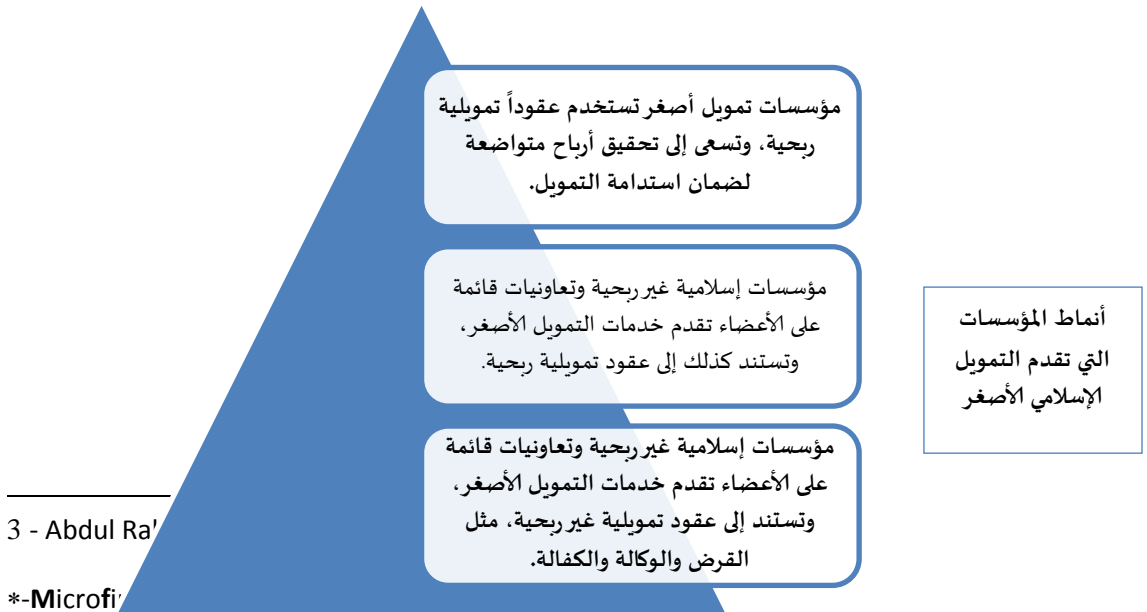 مؤسسات تمويل أصغر تستخدم عقوداً تمويلية
ربحية، وتسعى إلى تحقيق أرباح متواضعة
لضمان استدامة التمويل.
مؤسسات إسلامية غير ربحية وتعاونيات قائمة
على الأعضاء تقدم خدمات التمويل الأصغر،
وتستند كذلك إلى عقود تمويلية ربحية.
مؤسسات إسلامية غير ربحية وتعاونيات قائمة
على الأعضاء تقدم خدمات التمويل الأصغر،
وتستند إلى عقود تمويلية غير ربحية، مثل
القرض والوكالة والكفالة.
أنماط المؤسسات
التي تقدم التمويل
الإسلامي الأصغر
3 - Abdul
*-